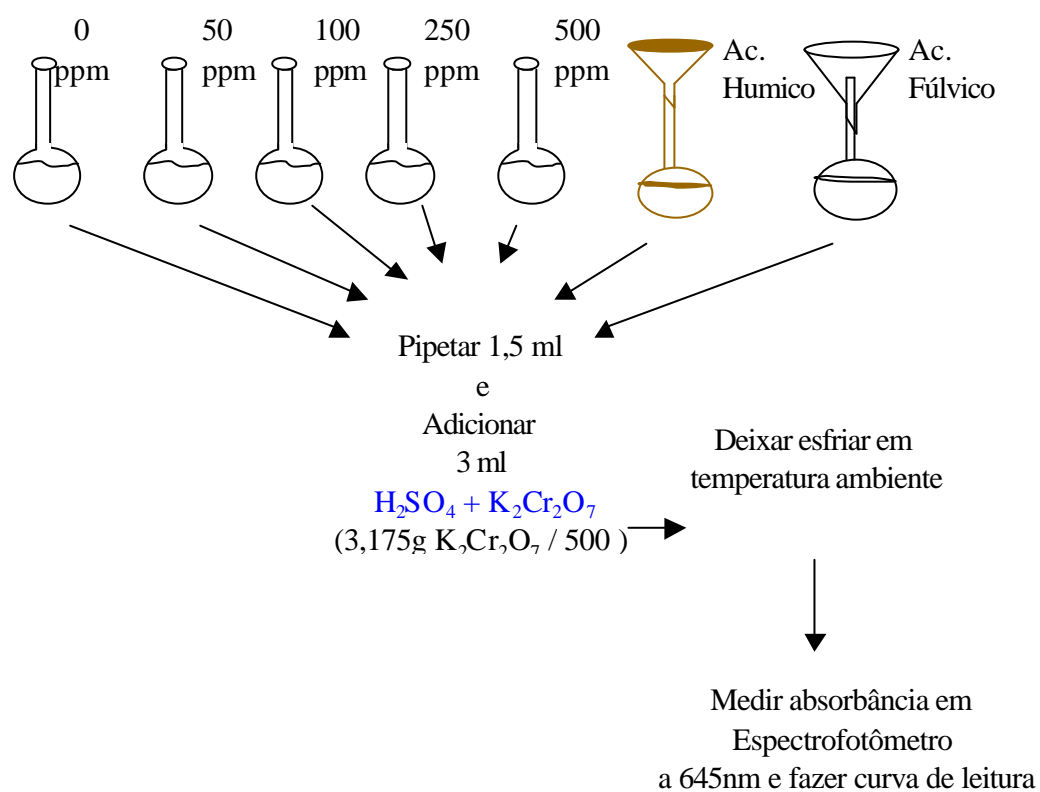 0
ppm
50
ppm
100
ppm
250
ppm
500
ppm
Ac.
Humico
Ac.
Fúlvico
Pipetar 1,5 ml
e
Adicionar
3 ml
H₂SO₄ + K₂Cr₂O₇
(3,175g K₂Cr₂O₇ / 500 )
Deixar esfriar em
temperatura ambiente
Medir absorbância em
Espectrofotômetro
a 645nm e fazer curva de leitura